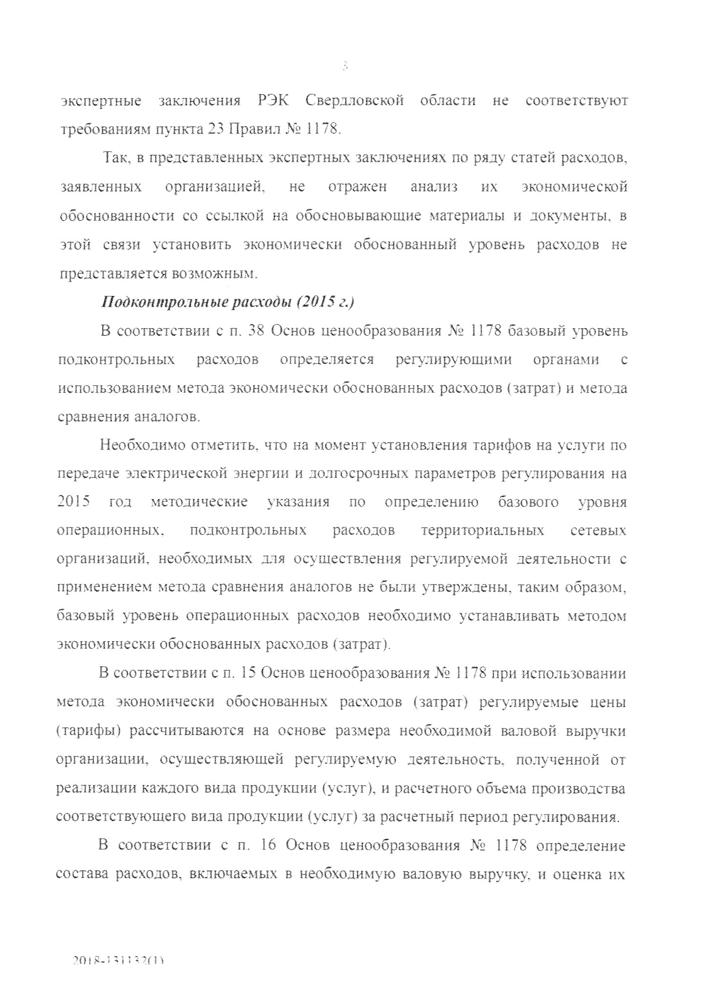 3
экспертные заключения РЭК Свердловской области не соответствуют
требованиям пункта 23 Правил № 1178.
Так, в представленных экспертных заключениях по ряду статей расходов,
заявленных организацией, не отражен анализ их экономической
обоснованности со ссылкой на обосновывающие материалы и документы, в
этой связи установить экономически обоснованный уровень расходов не
представляется возможным.
Подконтрольные расходы (2015 г.)
В соответствии с п. 38 Основ ценообразования № 1178 базовый уровень
подконтрольных расходов определяется регулирующими органами с
использованием метода экономически обоснованных расходов (затрат) и метода
сравнения аналогов.
Необходимо отметить, что на момент установления тарифов на услуги по
передаче электрической энергии и долгосрочных параметров регулирования на
2015 год методические указания по определению базового уровня
операционных, подконтрольных расходов территориальных сетевых
организаций, необходимых для осуществления регулируемой деятельности с
применением метода сравнения аналогов не были утверждены, таким образом,
базовый уровень операционных расходов необходимо устанавливать методом
экономически обоснованных расходов (затрат).
В соответствии с п. 15 Основ ценообразования № 1178 при использовании
метода экономически обоснованных расходов (затрат) регулируемые цены
(тарифы) рассчитываются на основе размера необходимой валовой выручки
организации, осуществляющей регулируемую деятельность, полученной от
реализации каждого вида продукции (услуг), и расчетного объема производства
соответствующего вида продукции (услуг) за расчетный период регулирования.
В соответствии с п. 16 Основ ценообразования № 1178 определение
состава расходов, включаемых в необходимую валовую выручку, и оценка их
2018-131132(1)